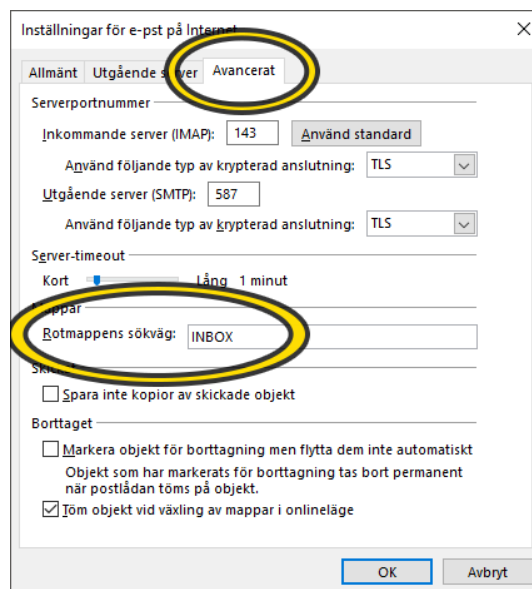 Inställningar för e-pst på Internet
Allmänt Utgående server Avancerat
Serverportnummer
Inkommande server (IMAP): 143 Använd standard
Använd följande typ av krypterad anslutning: TLS
Utgående server (SMTP): 587
Använd följande typ av krypterad anslutning: TLS
Server-timeout
Kort Lång 1 minut
Mappar
Rotmappens sökväg: INBOX
Spara inte kopior av skickade objekt
Borttaget
Markera objekt för borttagning men flytta dem inte automatiskt
Objekt som har markerats för borttagning tas bort permanent
när postlådan töms på objekt.
Töm objekt vid växling av mappar i onlineläge
OK Avbryt